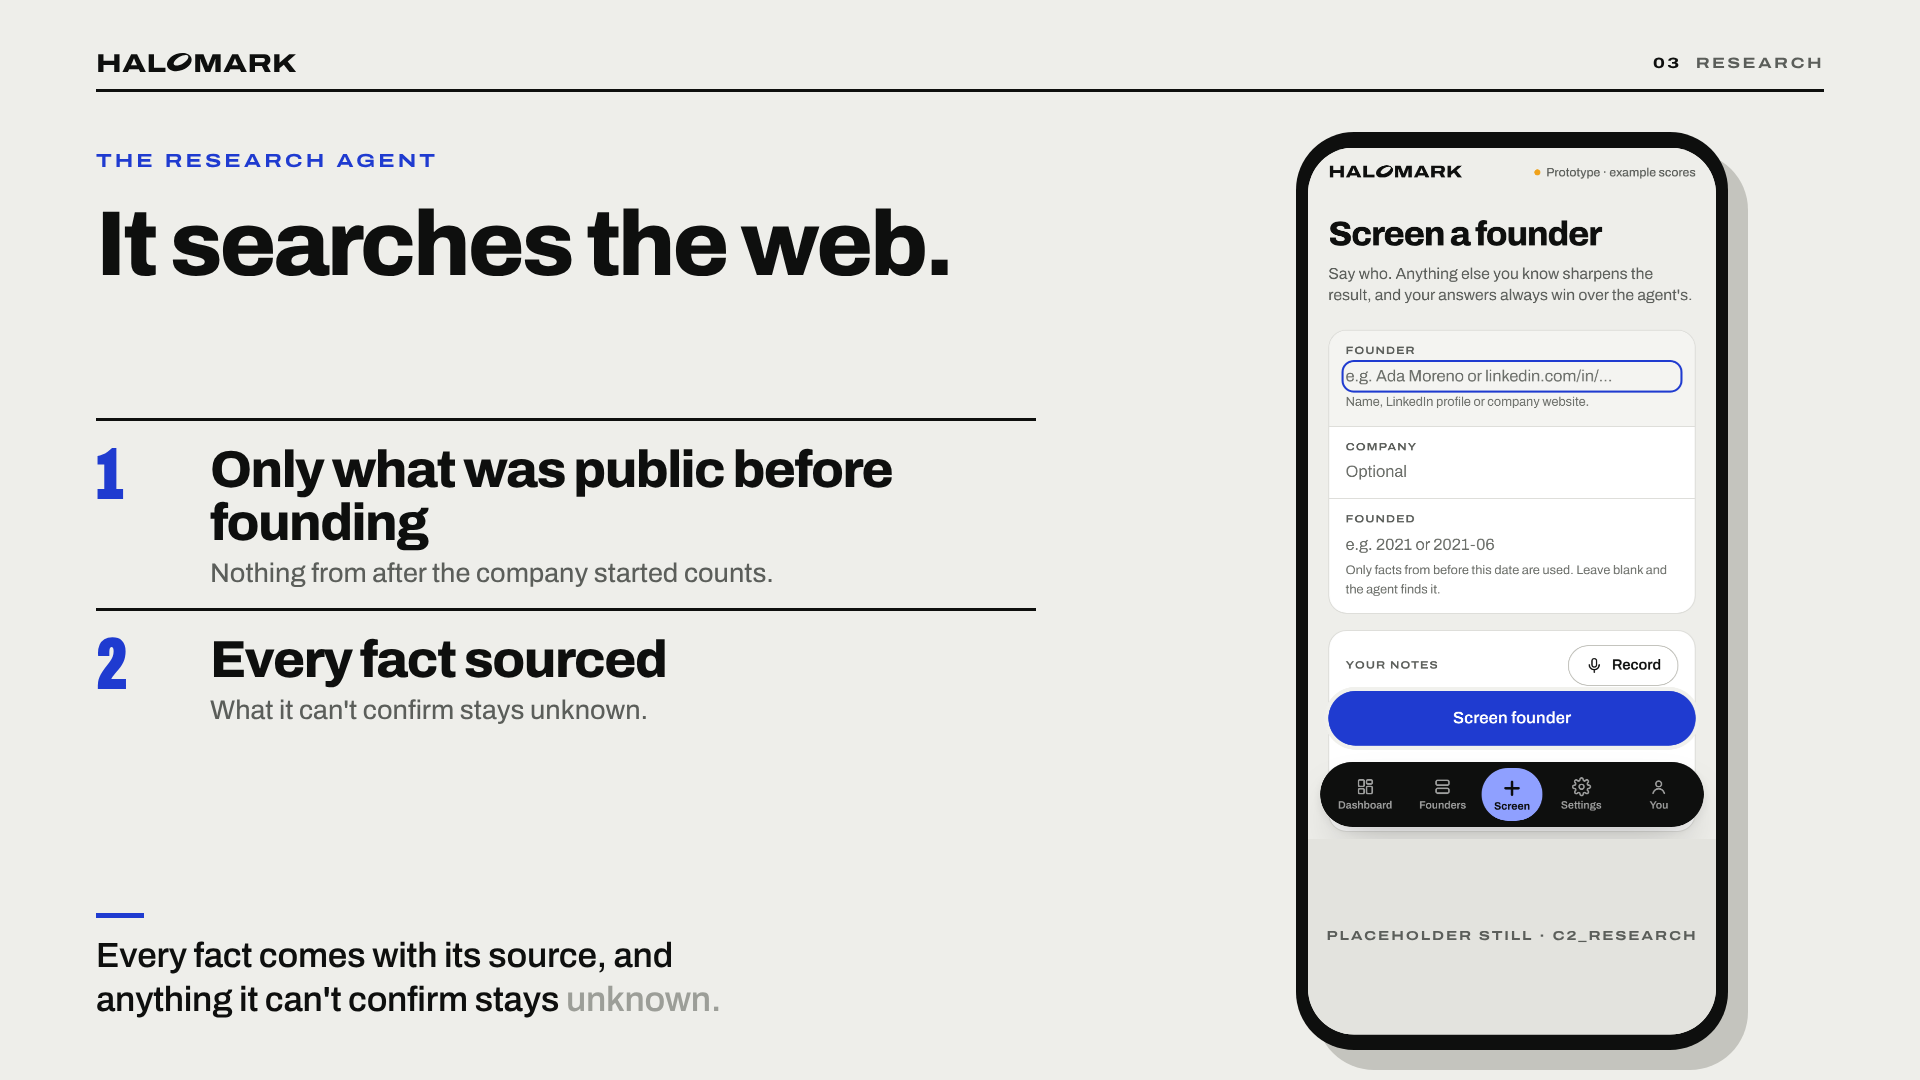 HALOMARK
03 RESEARCH
THE RESEARCH AGENT
It searches the web.
1
Only what was public before
founding
Nothing from after the company started counts.
2
Every fact sourced
What it can't confirm stays unknown.
Every fact comes with its source, and
anything it can't confirm stays unknown.
HALOMARK
Prototype · example scores
Screen a founder
Say who. Anything else you know sharpens the
result, and your answers always win over the agent's.
FOUNDER
e.g. Ada Moreno or linkedin.com/in/...
Name, LinkedIn profile or company website.
COMPANY
Optional
FOUNDED
e.g. 2021 or 2021-06
Only facts from before this date are used. Leave blank and
the agent finds it.
YOUR NOTES
Record
Screen founder
Dashboard
Founders
Screen
Settings
You
PLACEHOLDER STILL · C2_RESEARCH